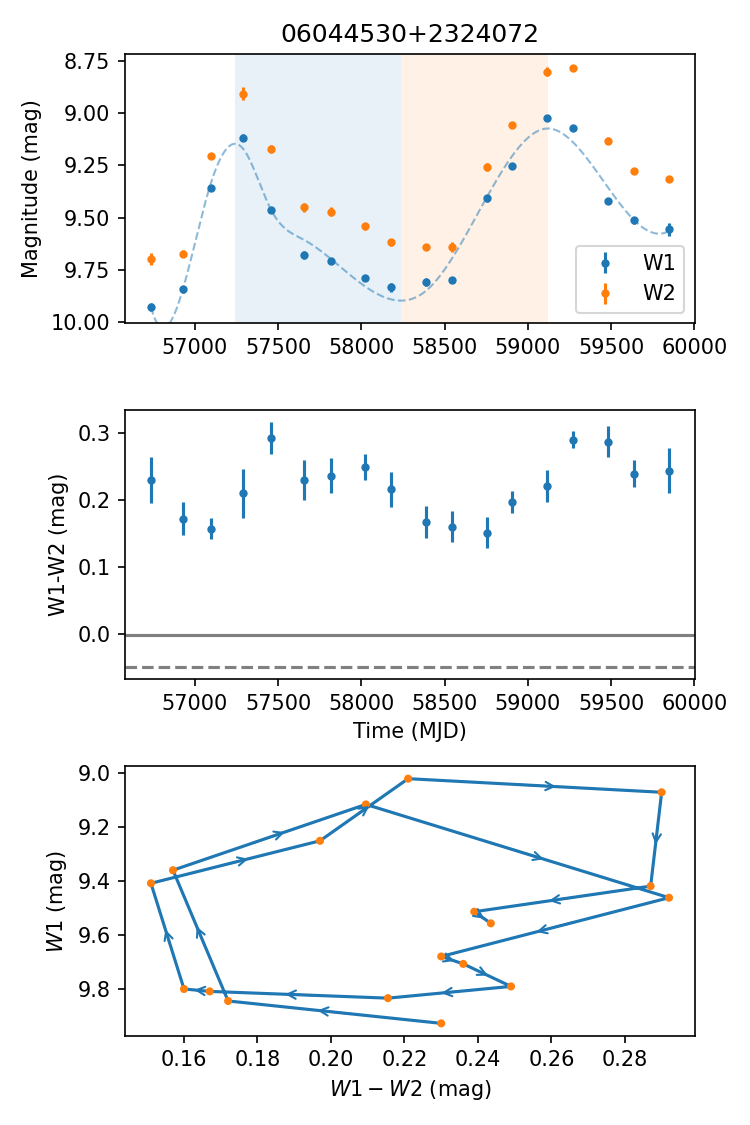 06044530+2324072
Magnitude (mag)
8.75
9.00
9.25
9.50
9.75
10.00
W1
W2
57000 57500 58000 58500 59000 59500 60000
W1-W2 (mag)
0.3
0.2
0.1
0.0
57000 57500 58000 58500 59000 59500 60000
Time (MJD)
W1 (mag)
9.0
9.2
9.4
9.6
9.8
0.16 0.18 0.20 0.22 0.24 0.26 0.28
W1 − W2 (mag)